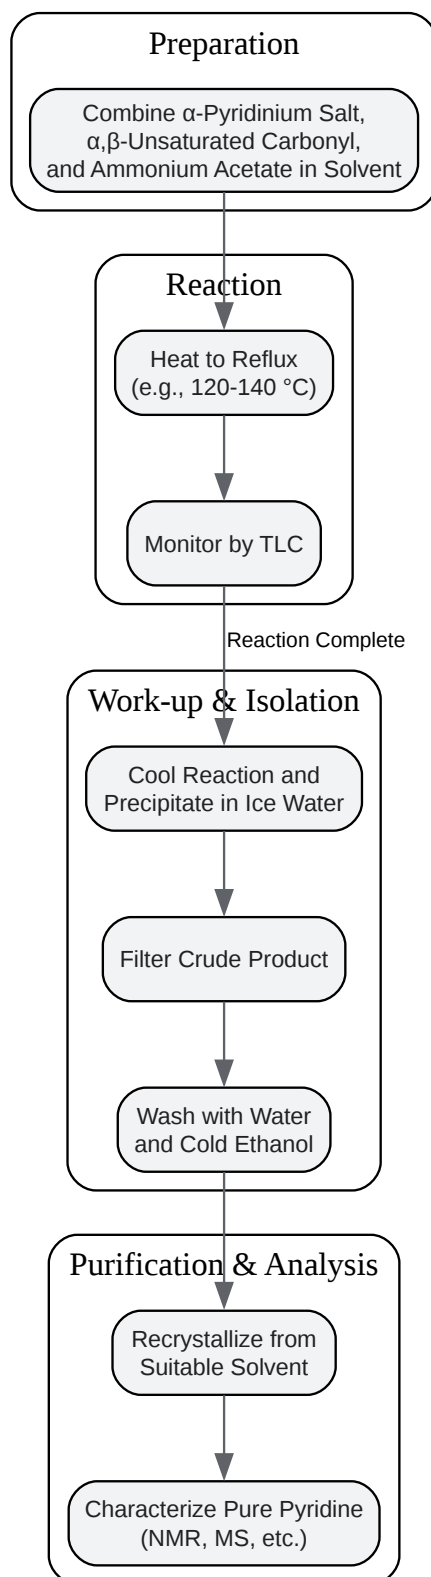 Preparation
Combine α-Pyridinium Salt,
α,β-Unsaturated Carbonyl,
and Ammonium Acetate in Solvent
Reaction
Heat to Reflux
(e.g., 120-140 °C)
Monitor by TLC
Reaction Complete
Work-up & Isolation
Cool Reaction and
Precipitate in Ice Water
Filter Crude Product
Wash with Water
and Cold Ethanol
Purification & Analysis
Recrystallize from
Suitable Solvent
Characterize Pure Pyridine
(NMR, MS, etc.)